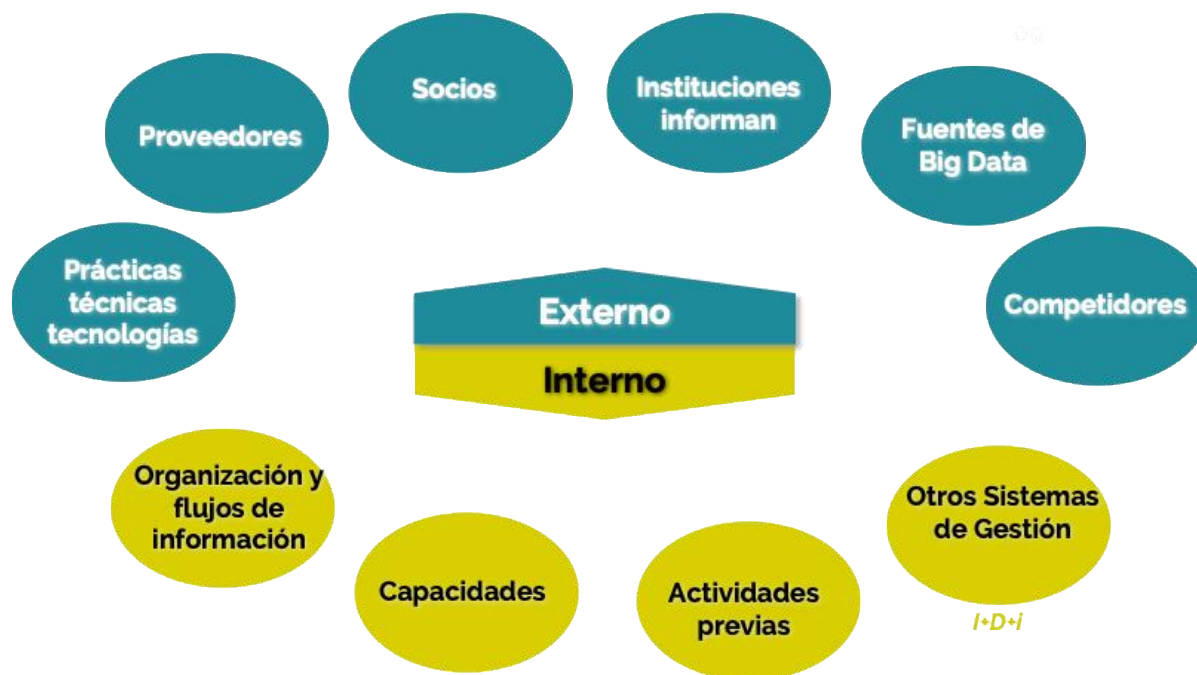 Socios
Instituciones
informan
Proveedores
Fuentes de
Big Data
Prácticas
técnicas
tecnologías
Competidores
Externo
Interno
Organización y
flujos de
información
Capacidades
Actividades
previas
Otros Sistemas
de Gestión
I+D+i